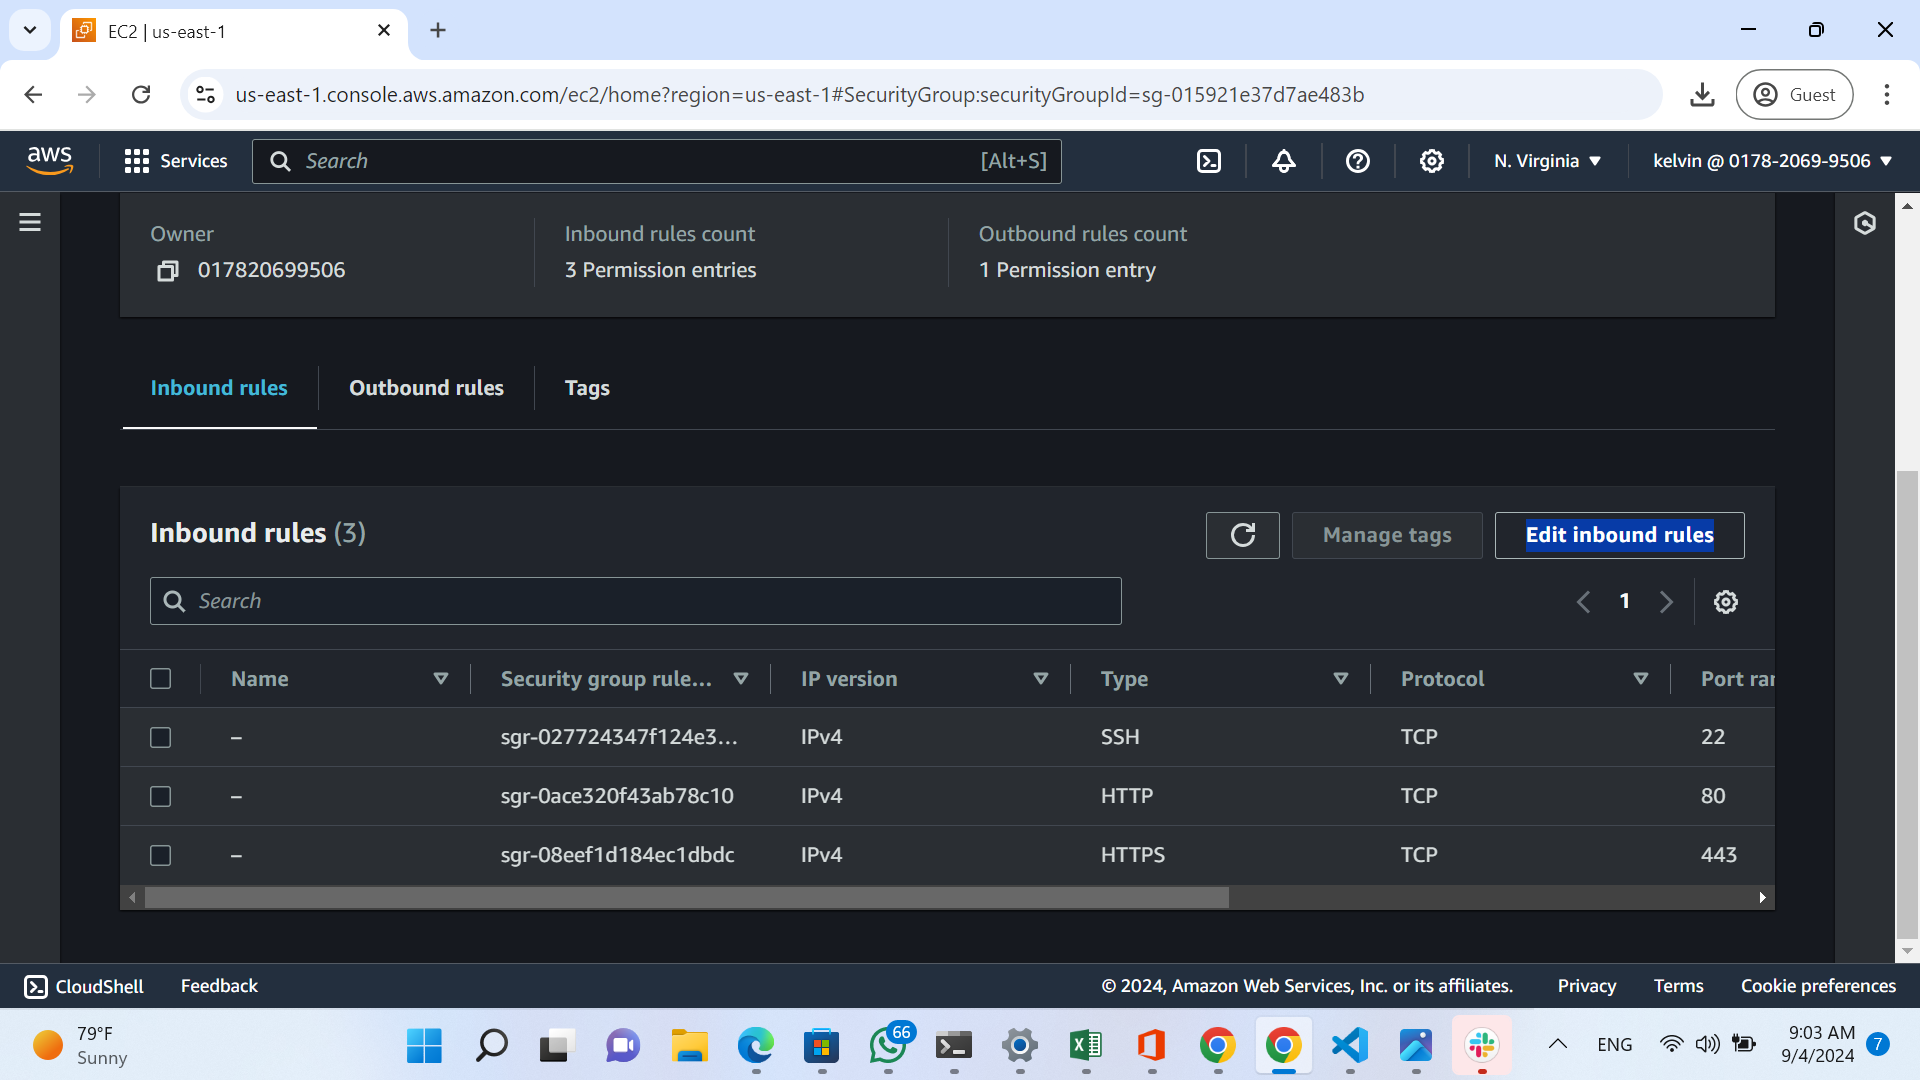 EC2 | us-east-1
us-east-1.console.aws.amazon.com/ec2/home?region=us-east-1#SecurityGroup:securityGroupId=sg-015921e37d7ae483b
Guest
aws
Services
Search
[Alt+S]
N. Virginia
kelvin @ 0178-2069-9506
Owner
Inbound rules count
Outbound rules count
017820699506
3 Permission entries
1 Permission entry
Inbound rules
Outbound rules
Tags
Inbound rules (3)
Manage tags
Edit inbound rules
Search
1
Name
Security group rule...
IP version
Type
Protocol
Port rar
– sgr-027724347f124e3... IPv4 SSH TCP 22
– sgr-0ace320f43ab78c10 IPv4 HTTP TCP 80
– sgr-08eef1d184ec1dbdc IPv4 HTTPS TCP 443
CloudShell
Feedback
© 2024, Amazon Web Services, Inc. or its affiliates.
Privacy
Terms
Cookie preferences
79°F
Sunny
66
ENG
9:03 AM
9/4/2024
7